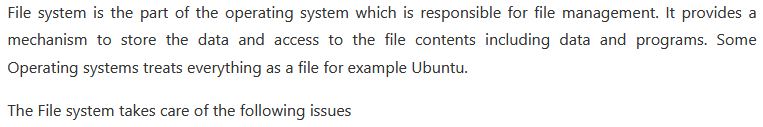 File system is the part of the operating system which is responsible for file management. It provides a
mechanism to store the data and access to the file contents including data and programs. Some
Operating systems treats everything as a file for example Ubuntu.
The File system takes care of the following issues